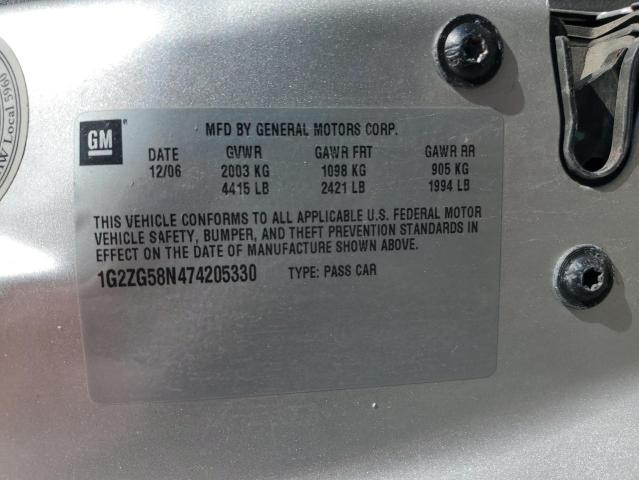 W Local 5960
GM ®
MFD BY GENERAL MOTORS CORP.
DATE GVWR GAWR FRT GAWR RR
12/06 2003 KG 1098 KG 905 KG
4415 LB 2421 LB 1994 LB
THIS VEHICLE CONFORMS TO ALL APPLICABLE U.S. FEDERAL MOTOR
VEHICLE SAFETY, BUMPER, AND THEFT PREVENTION STANDARDS IN
EFFECT ON THE DATE OF MANUFACTURE SHOWN ABOVE.
1G2ZG58N474205330 TYPE: PASS CAR